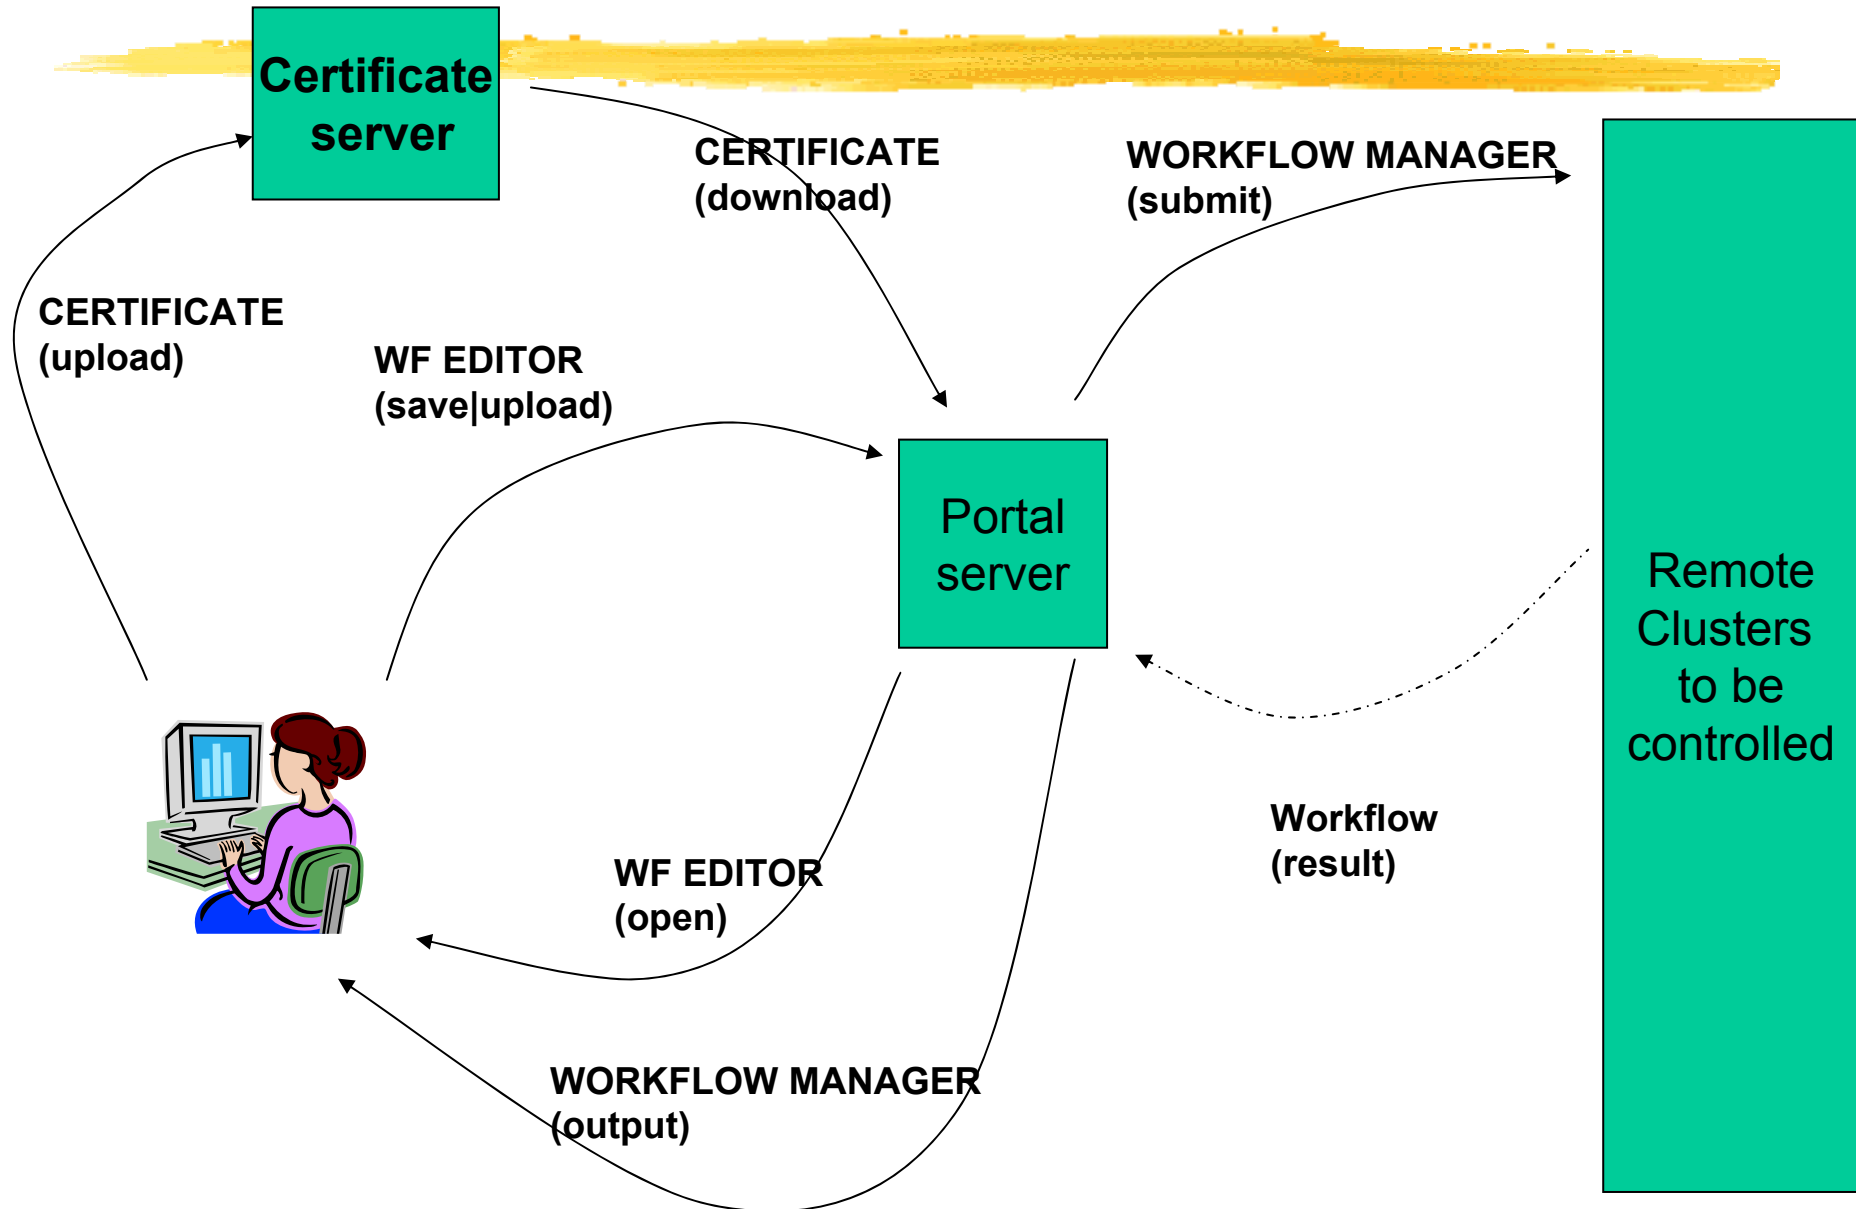 Certificate
server
CERTIFICATE
(download)
WORKFLOW MANAGER
(submit)
CERTIFICATE
(upload)
WF EDITOR
(save|upload)
Portal
server
Remote
Clusters
to be
controlled
Workflow
(result)
WF EDITOR
(open)
WORKFLOW MANAGER
(output)